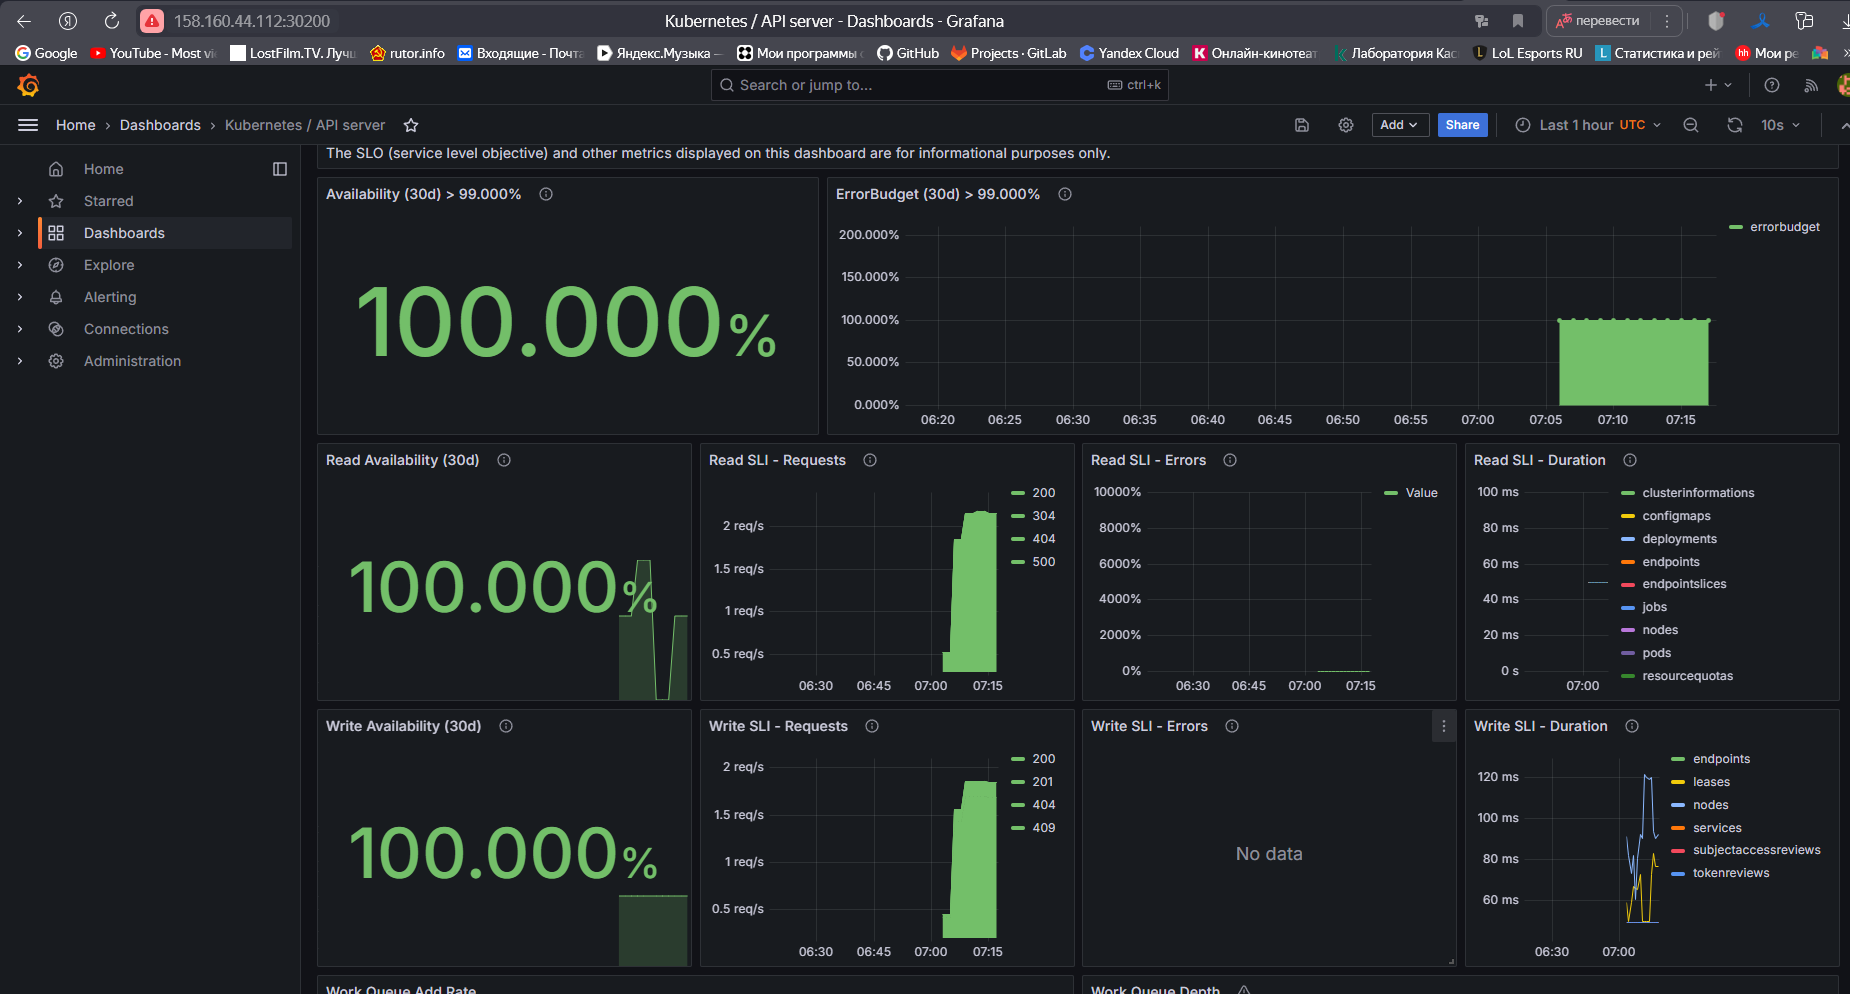 158.160.44.112:30200
Kubernetes / API server - Dashboards - Grafana
перевести
Google
YouTube - Most vi
LostFilm.TV. Лучш
rutor.info
Входящие - Почта
Яндекс.Музыка —
Мои программы
GitHub
Projects · GitLab
Yandex Cloud
Онлайн-кинотеат
Лаборатория Кас
LoL Esports RU
Статистика и рей
Мои ре
Search or jump to...
ctrl+k
Home › Dashboards › Kubernetes / API server
Add
Share
Last 1 hour UTC
10s
Home
Starred
Dashboards
Explore
Alerting
Connections
Administration
The SLO (service level objective) and other metrics displayed on this dashboard are for informational purposes only.
Availability (30d) > 99.000%
100.000%
ErrorBudget (30d) > 99.000%
200.000%
150.000%
100.000%
50.000%
0.000%
06:20 06:25 06:30 06:35 06:40 06:45 06:50 06:55 07:00 07:05 07:10 07:15
errorbudget
Read Availability (30d)
100.000%
Read SLI - Requests
2 req/s
1.5 req/s
1 req/s
0.5 req/s
06:30 06:45 07:00 07:15
200
304
404
500
Read SLI - Errors
10000%
8000%
6000%
4000%
2000%
0%
06:30 06:45 07:00 07:15
Value
Read SLI - Duration
100 ms
80 ms
60 ms
40 ms
20 ms
0 s
07:00
clusterinformations
configmaps
deployments
endpoints
endpointslices
jobs
nodes
pods
resourcequotas
Write Availability (30d)
100.000%
Write SLI - Requests
2 req/s
1.5 req/s
1 req/s
0.5 req/s
06:30 06:45 07:00 07:15
200
201
404
409
Write SLI - Errors
No data
Write SLI - Duration
120 ms
100 ms
80 ms
60 ms
06:30 07:00
endpoints
leases
nodes
services
subjectaccessreviews
tokenreviews
Work Queue Add Rate
Work Queue Depth